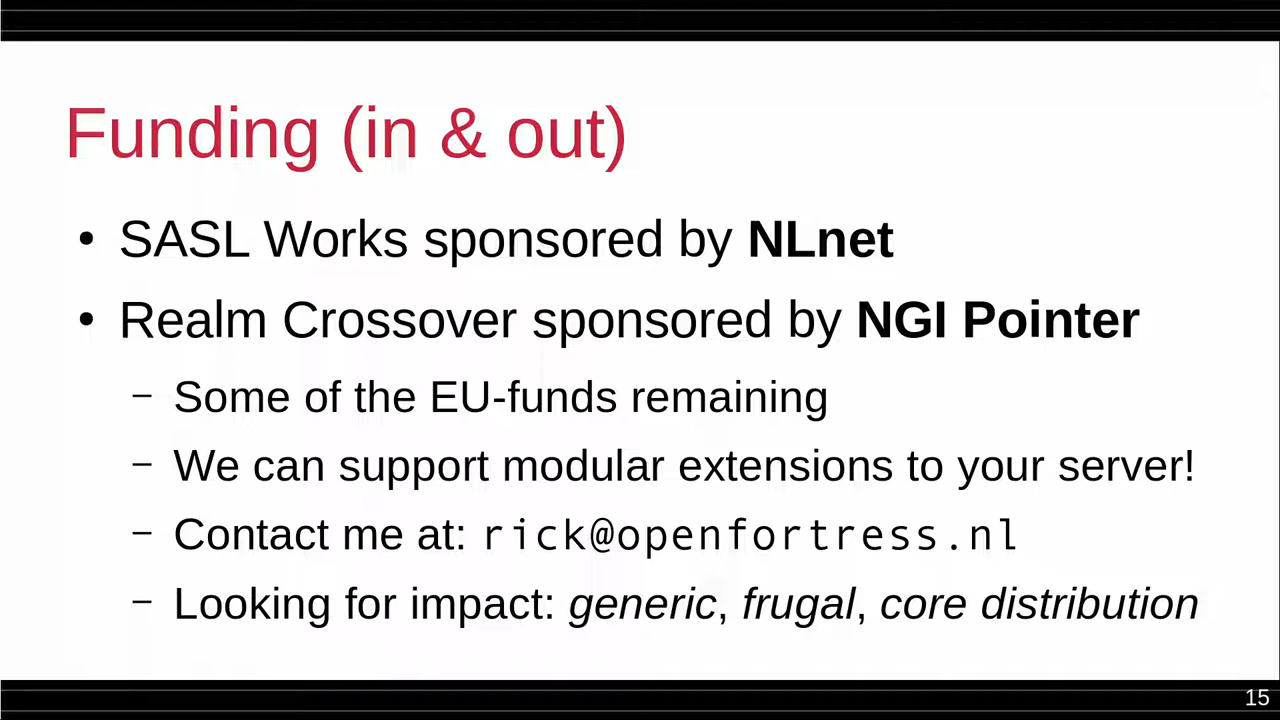 Funding (in & out)
• SASL Works sponsored by NLnet
• Realm Crossover sponsored by NGI Pointer
– Some of the EU-funds remaining
– We can support modular extensions to your server!
– Contact me at: rick@openfortress.nl
– Looking for impact: generic, frugal, core distribution
15